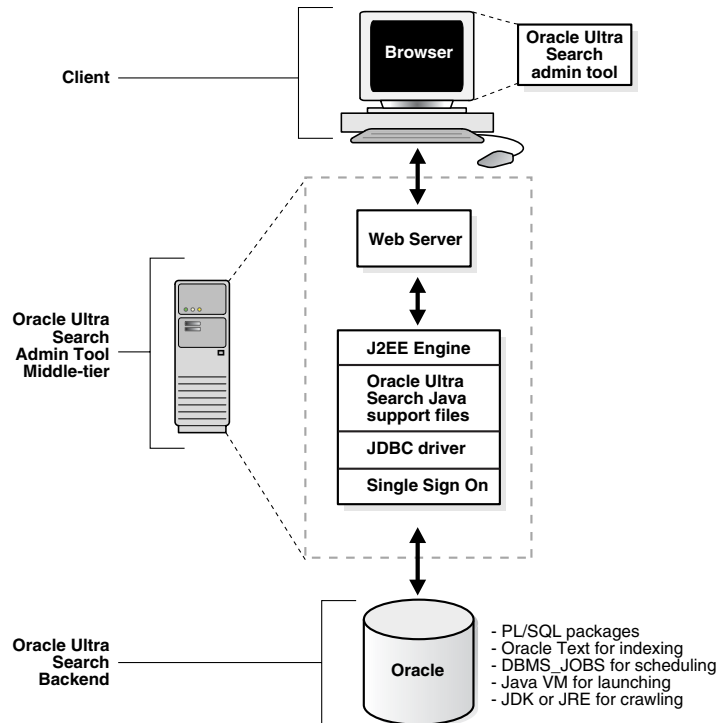 Client
Browser
Oracle Ultra
Search
admin tool
Web Server
Oracle Ultra
Search
Admin Tool
Middle-tier
J2EE Engine
Oracle Ultra
Search Java
support files
JDBC driver
Single Sign On
Oracle Ultra
Search
Backend
Oracle
- PL/SQL packages
- Oracle Text for indexing
- DBMS_JOBS for scheduling
- Java VM for launching
- JDK or JRE for crawling